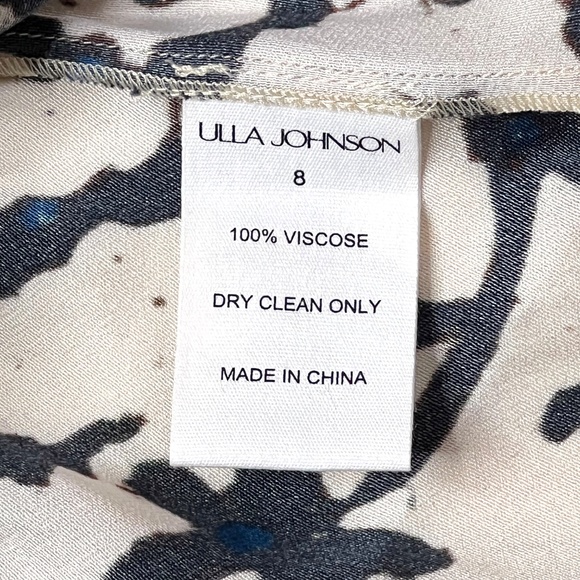 ULLA JOHNSON
8
100% VISCOSE
DRY CLEAN ONLY
MADE IN CHINA